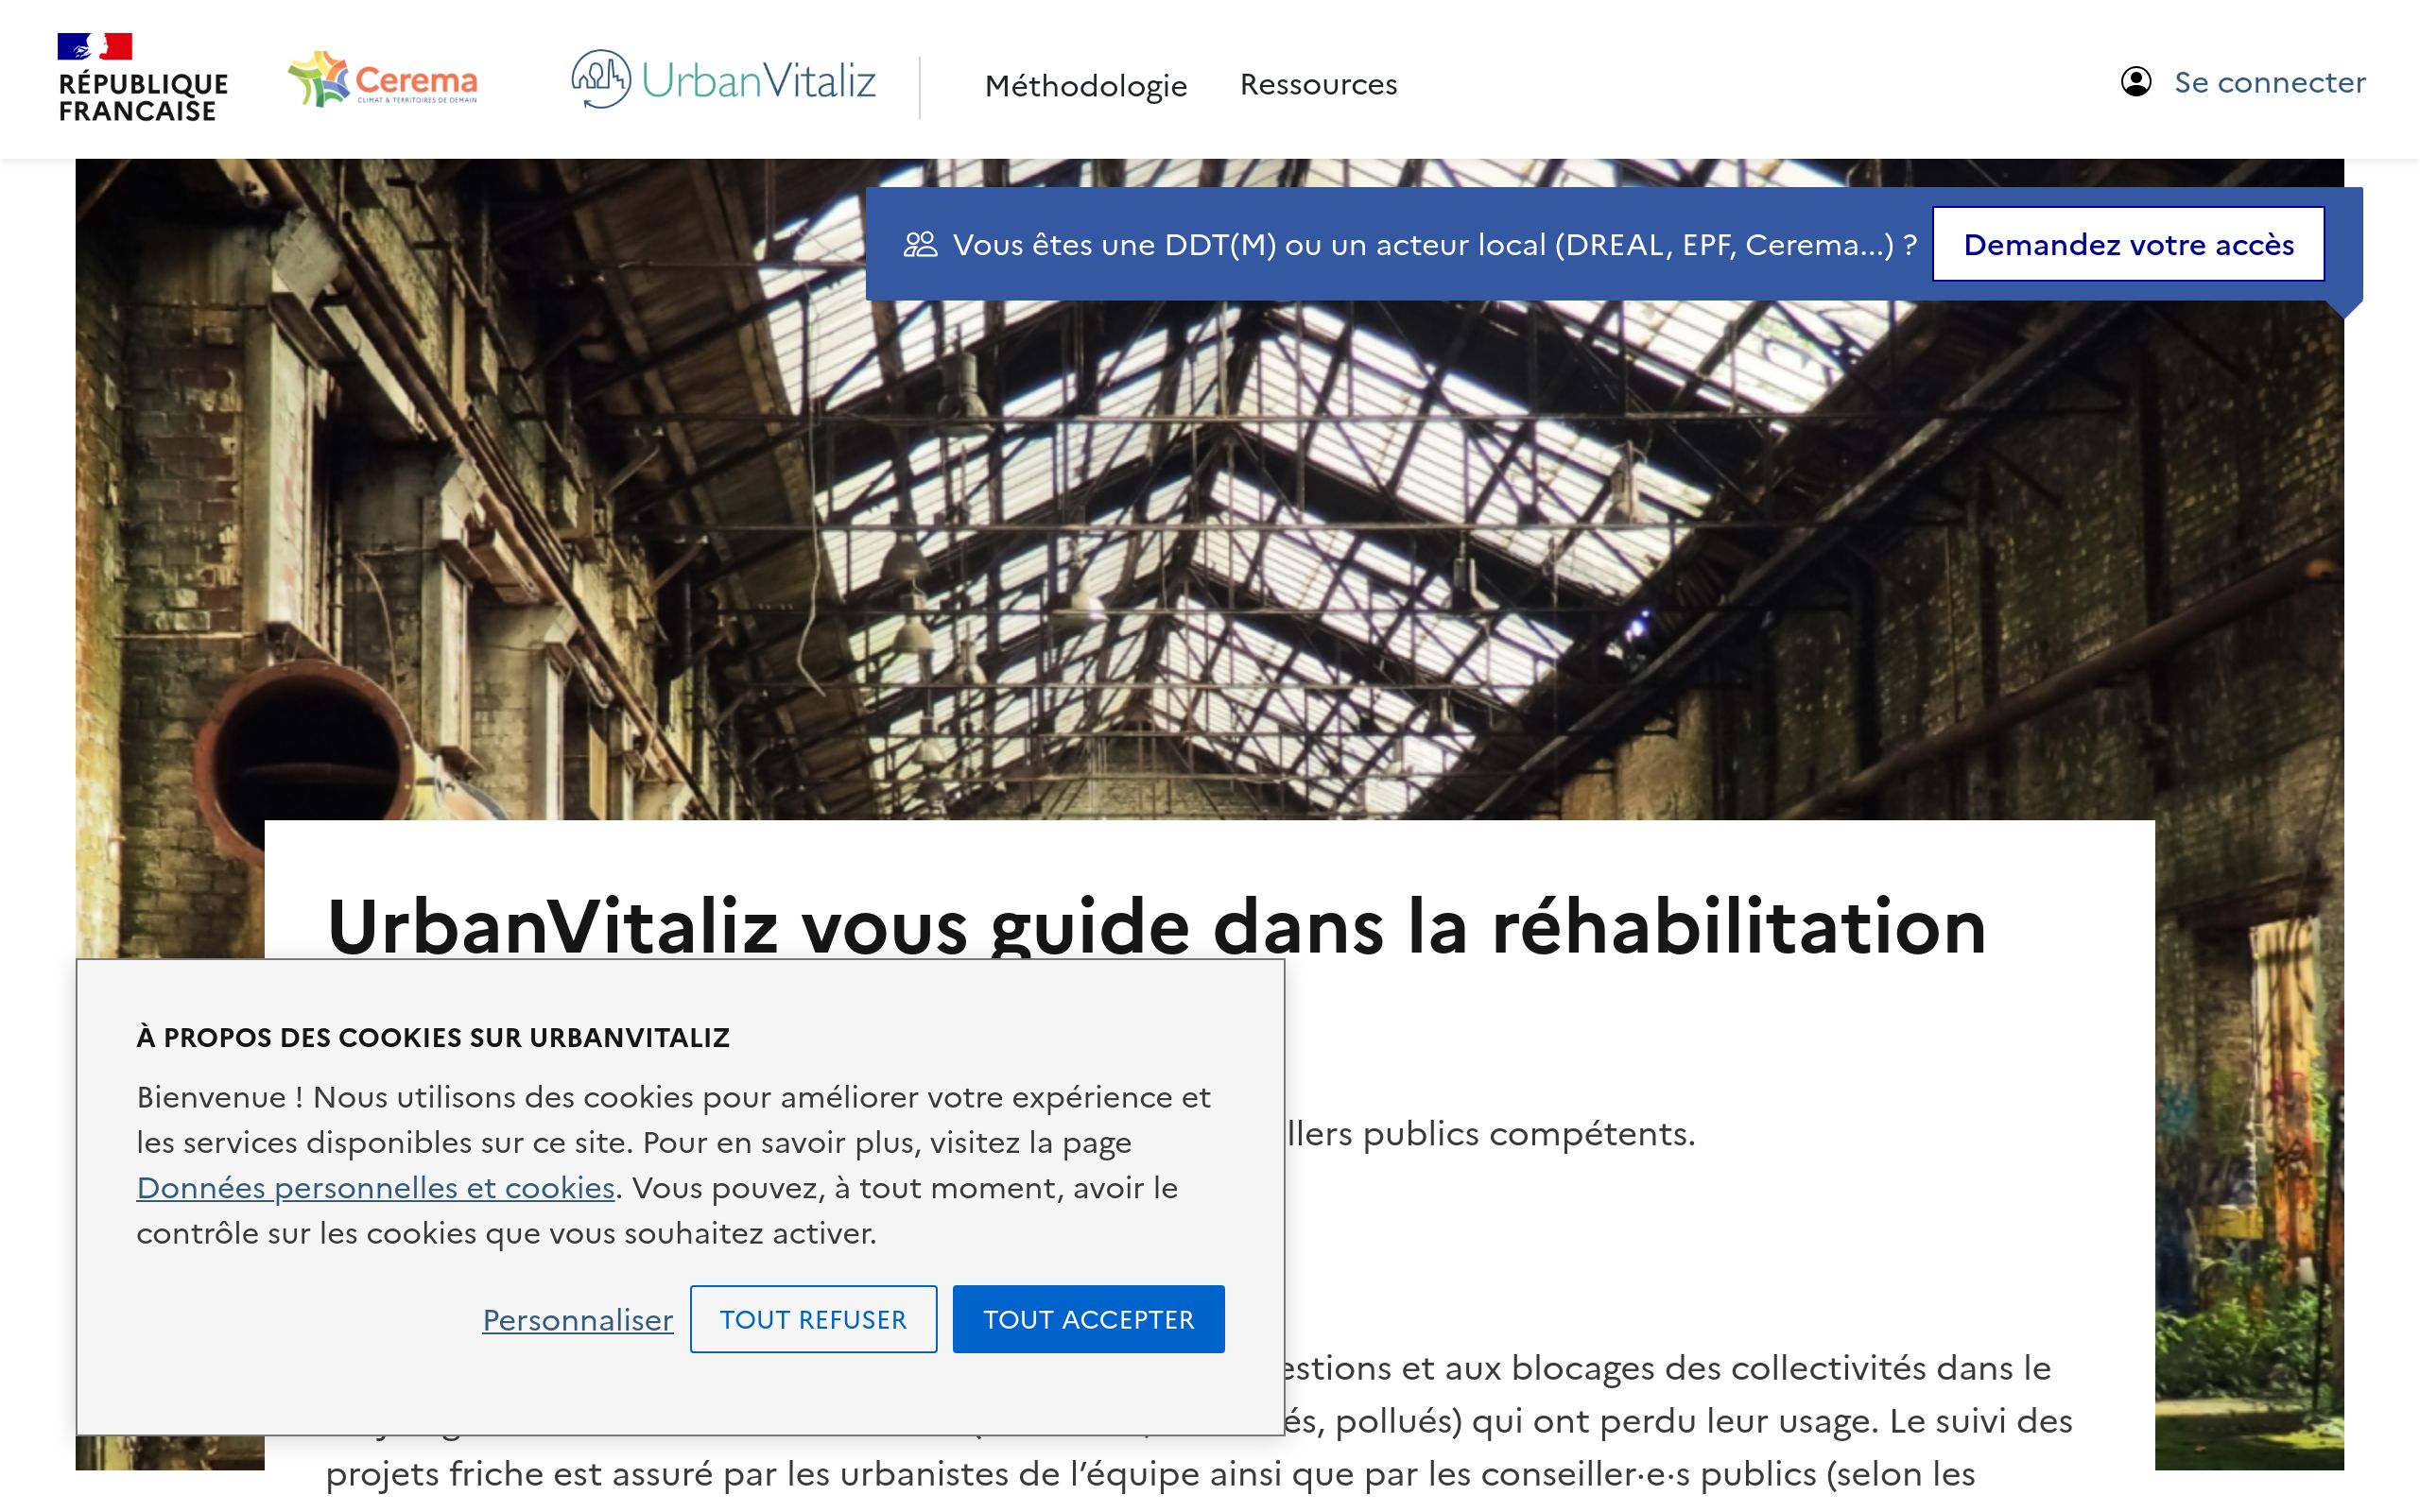 RÉPUBLIQUE
FRANCAISE
Cerema
CLIMAT & TERRITOIRES DE DEMAIN
UrbanVitaliz
Méthodologie
Ressources
Se connecter
Vous êtes une DDT(M) ou un acteur local (DREAL, EPF, Cerema...) ?
Demandez votre accès
UrbanVitaliz vous guide dans la réhabilitation
À PROPOS DES COOKIES SUR URBANVITALIZ
Bienvenue ! Nous utilisons des cookies pour améliorer votre expérience et
les services disponibles sur ce site. Pour en savoir plus, visitez la page
Données personnelles et cookies. Vous pouvez, à tout moment, avoir le
contrôle sur les cookies que vous souhaitez activer.
Personnaliser
TOUT REFUSER
TOUT ACCEPTER
llers publics compétents.
estions et aux blocages des collectivités dans le
és, pollués) qui ont perdu leur usage. Le suivi des
projets friche est assuré par les urbanistes de l’équipe ainsi que par les conseiller·e·s publics (selon les